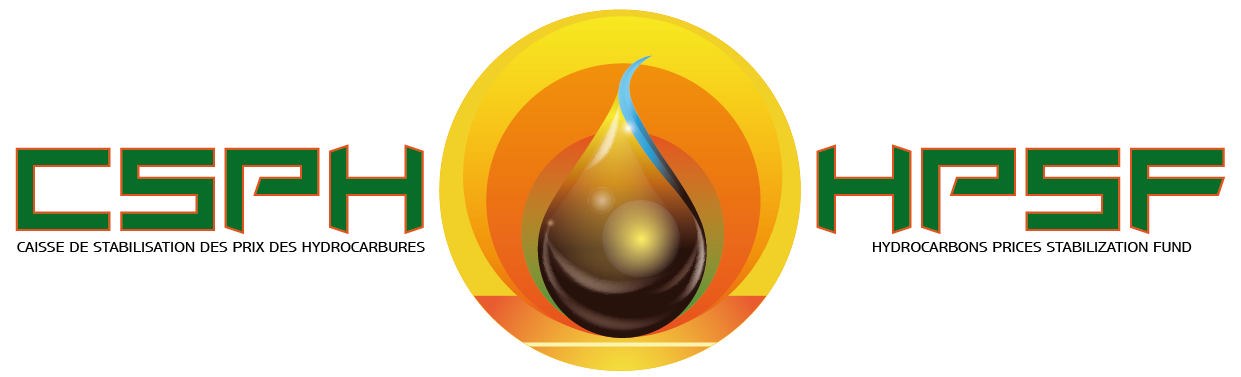 CSPH
CAISSE DE STABILISATION DES PRIX DES HYDROCARBURES
HPSF
HYDROCARBONS PRICES STABILIZATION FUND